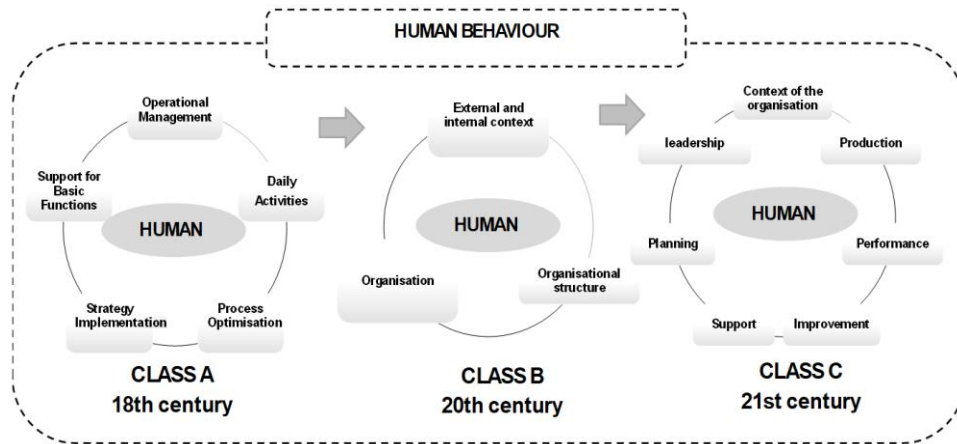 HUMAN BEHAVIOUR
Operational
Management
Support for
Basic
Functions
Daily
Activities
HUMAN
Strategy
Implementation
Process
Optimisation
CLASS A
18th century
External and
internal context
HUMAN
Organisation
Organisational
structure
CLASS B
20th century
Context of the
organisation
leadership
Production
HUMAN
Planning
Performance
Support
Improvement
CLASS C
21st century